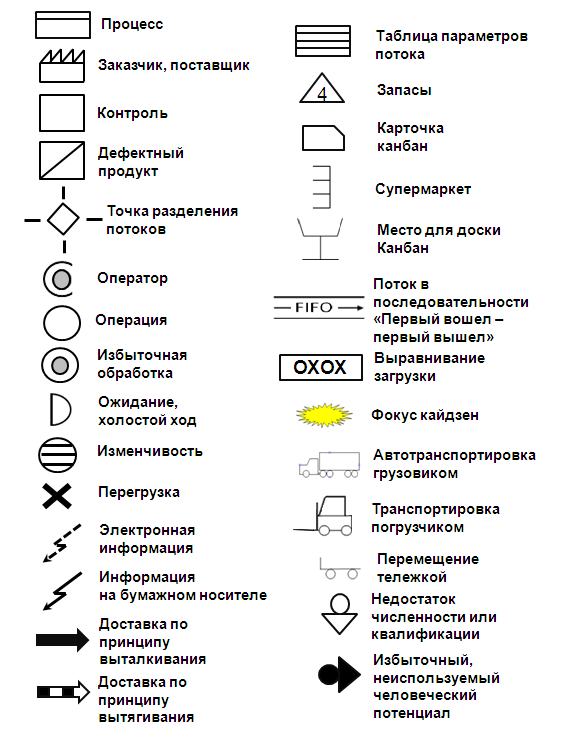 Процесс
Заказчик, поставщик
Контроль
Дефектный
продукт
Точка разделения
потоков
Оператор
Операция
Избыточная
обработка
Ожидание,
холостой ход
Изменчивость
Перегрузка
Электронная
информация
Информация
на бумажном носителе
Доставка по
принципу
выталкивания
Доставка по
принципу
вытягивания
Таблица параметров
потока
4
Запасы
Карточка
канбан
Супермаркет
Место для доски
Канбан
FIFO
Поток в
последовательности
«Первый вошел –
первый вышел»
OXOX
Выравнивание
загрузки
Фокус кайдзен
Автотранспортировка
грузовиком
Транспортировка
погрузчиком
Перемещение
тележкой
Недостаток
численности или
квалификации
Избыточный,
неиспользуемый
человеческий
потенциал